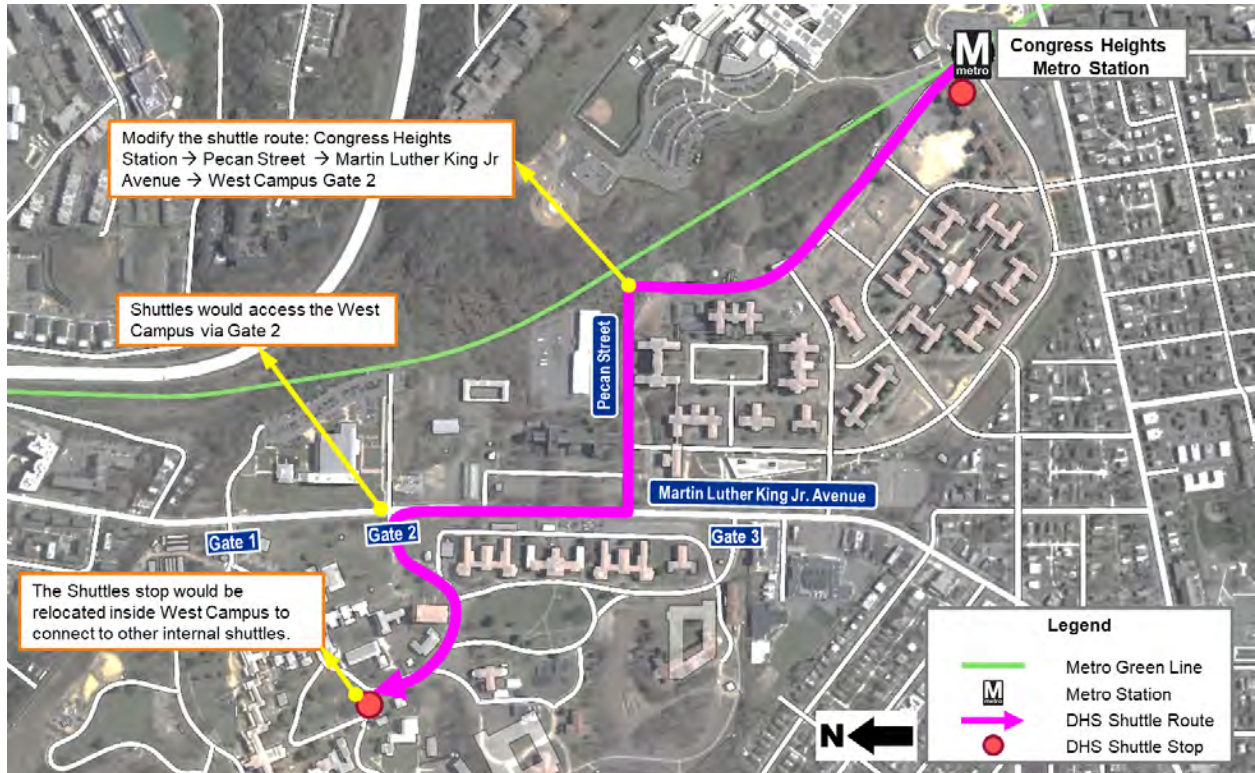 M
metro
Congress Heights
Metro Station
Modify the shuttle route: Congress Heights
Station → Pecan Street → Martin Luther King Jr
Avenue → West Campus Gate 2
Shuttles would access the West
Campus via Gate 2
Pecan Street
Martin Luther King Jr. Avenue
Gate 1
Gate 2
Gate 3
The Shuttles stop would be
relocated inside West Campus to
connect to other internal shuttles.
Legend
Metro Green Line
M
metro
Metro Station
DHS Shuttle Route
DHS Shuttle Stop
N